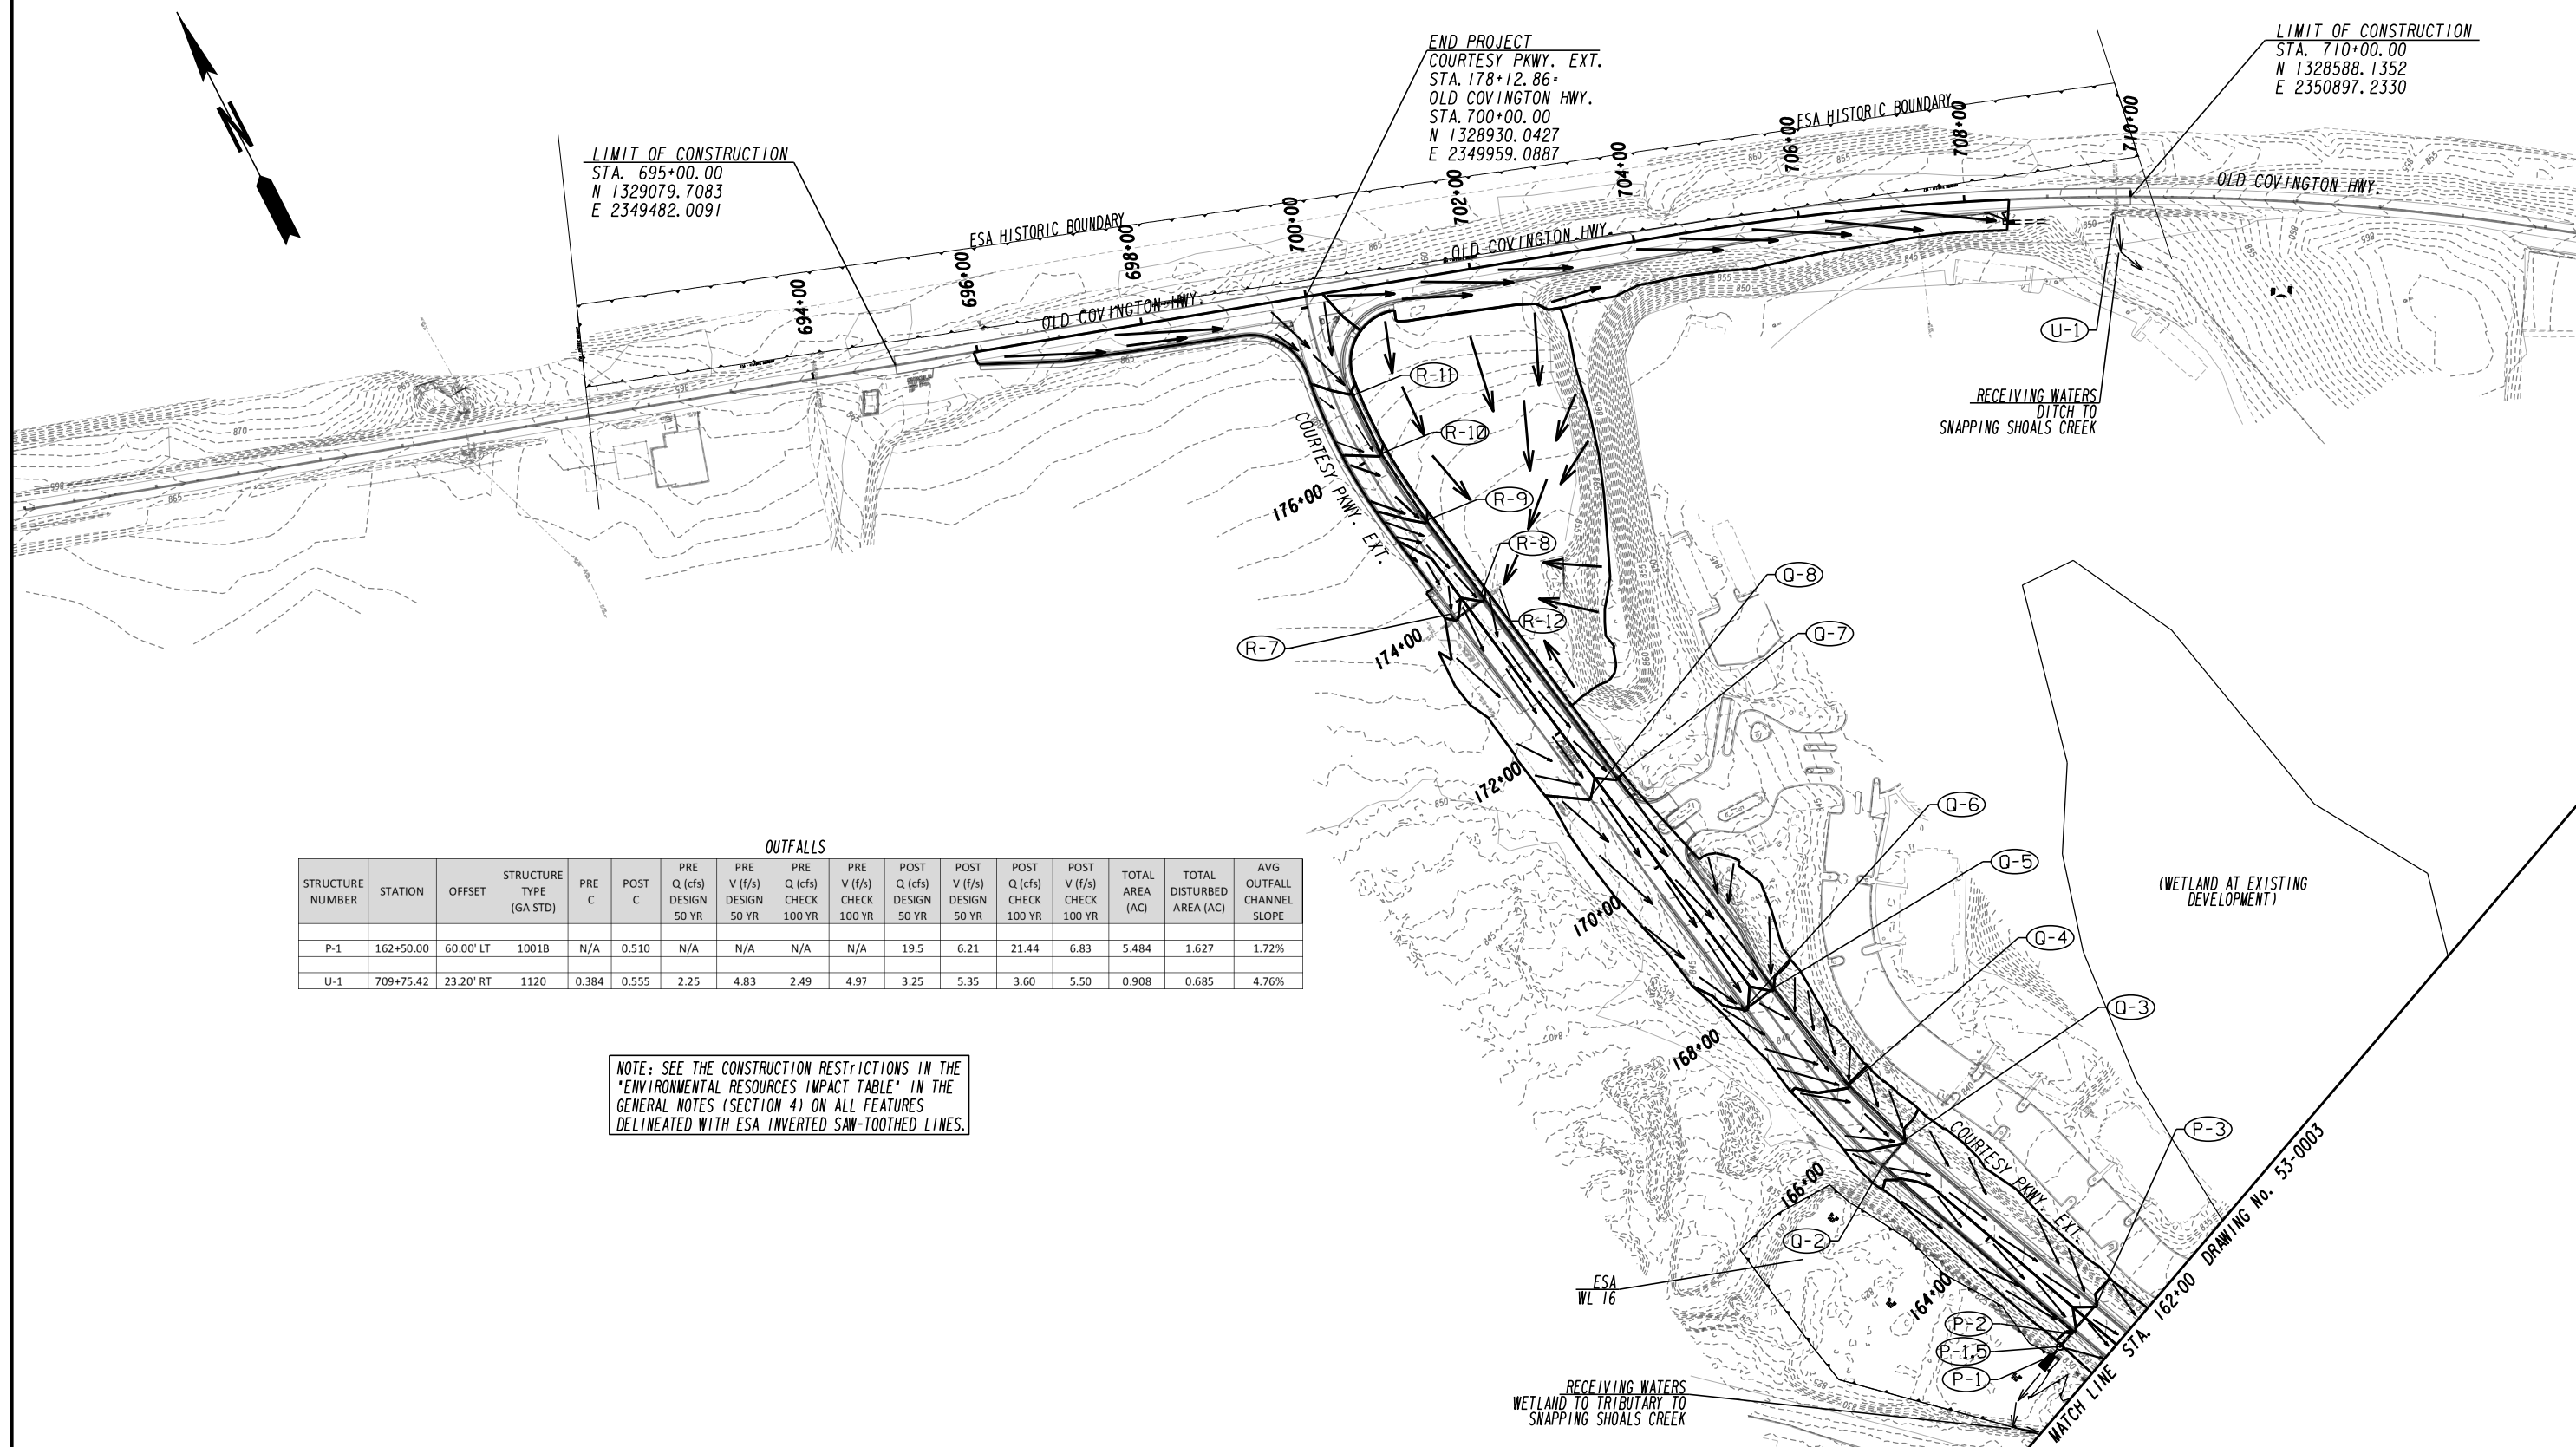 N
LIMIT OF CONSTRUCTION
STA. 695+00.00
N 1329079.7083
E 2349482.0091
END PROJECT
COURTESY PKWY. EXT.
STA. 178+12.86=
OLD COVINGTON HWY.
STA. 700+00.00
N 1328930.0427
E 2349959.0887
LIMIT OF CONSTRUCTION
STA. 710+00.00
N 1328588.1352
E 2350897.2330
ESA HISTORIC BOUNDARY
ESA HISTORIC BOUNDARY
694+00
696+00
698+00
700+00
702+00
704+00
706+00
708+00
710+00
OLD COVINGTON HWY.
OLD COVINGTON HWY.
OLD COVINGTON HWY.
U-1
RECEIVING WATERS
DITCH TO
SNAPPING SHOALS CREEK
R-11
R-10
R-9
R-8
R-12
R-7
COURTESY PKWY. EXT.
176+00
174+00
172+00
170+00
168+00
166+00
164+00
Q-8
Q-7
Q-6
Q-5
Q-4
Q-3
Q-2
P-3
P-2
P-1.5
P-1
COURTESY PKWY. EXT.
(WETLAND AT EXISTING
DEVELOPMENT)
ESA
WL 16
RECEIVING WATERS
WETLAND TO TRIBUTARY TO
SNAPPING SHOALS CREEK
MATCH LINE STA. 162+00 DRAWING No. 53-0003
870
865
865
865
865
860
855
850
845
850
850
845
840
OUTFALLS
STRUCTURE NUMBER STATION OFFSET STRUCTURE TYPE (GA STD) PRE C POST C PRE Q (cfs) DESIGN 50 YR PRE V (f/s) DESIGN 50 YR PRE Q (cfs) CHECK 100 YR PRE V (f/s) CHECK 100 YR POST Q (cfs) DESIGN 50 YR POST V (f/s) DESIGN 50 YR POST Q (cfs) CHECK 100 YR POST V (f/s) CHECK 100 YR TOTAL AREA (AC) TOTAL DISTURBED AREA (AC) AVG OUTFALL CHANNEL SLOPE
P-1 162+50.00 60.00' LT 1001B N/A 0.510 N/A N/A N/A N/A 19.5 6.21 21.44 6.83 5.484 1.627 1.72%
U-1 709+75.42 23.20' RT 1120 0.384 0.555 2.25 4.83 2.49 4.97 3.25 5.35 3.60 5.50 0.908 0.685 4.76%
NOTE: SEE THE CONSTRUCTION RESTrICTIONS IN THE
"ENVIRONMENTAL RESOURCES IMPACT TABLE" IN THE
GENERAL NOTES (SECTION 4) ON ALL FEATURES
DELINEATED WITH ESA INVERTED SAW-TOOTHED LINES.